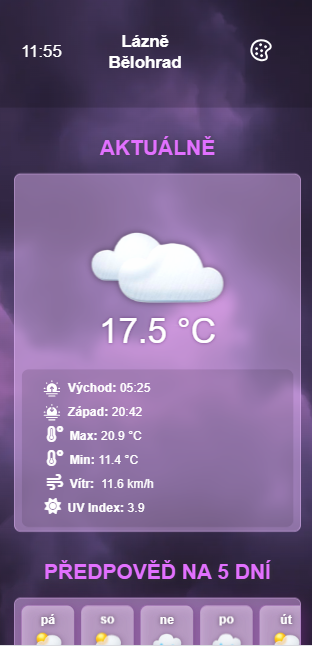 11:55
Lázně
Bělohrad
AKTUÁLNĚ
17.5 °C
Východ: 05:25
Západ: 20:42
Max: 20.9 °C
Min: 11.4 °C
Vítr: 11.6 km/h
UV Index: 3.9
PŘEDPOVĚĎ NA 5 DNÍ
pá so ne po út